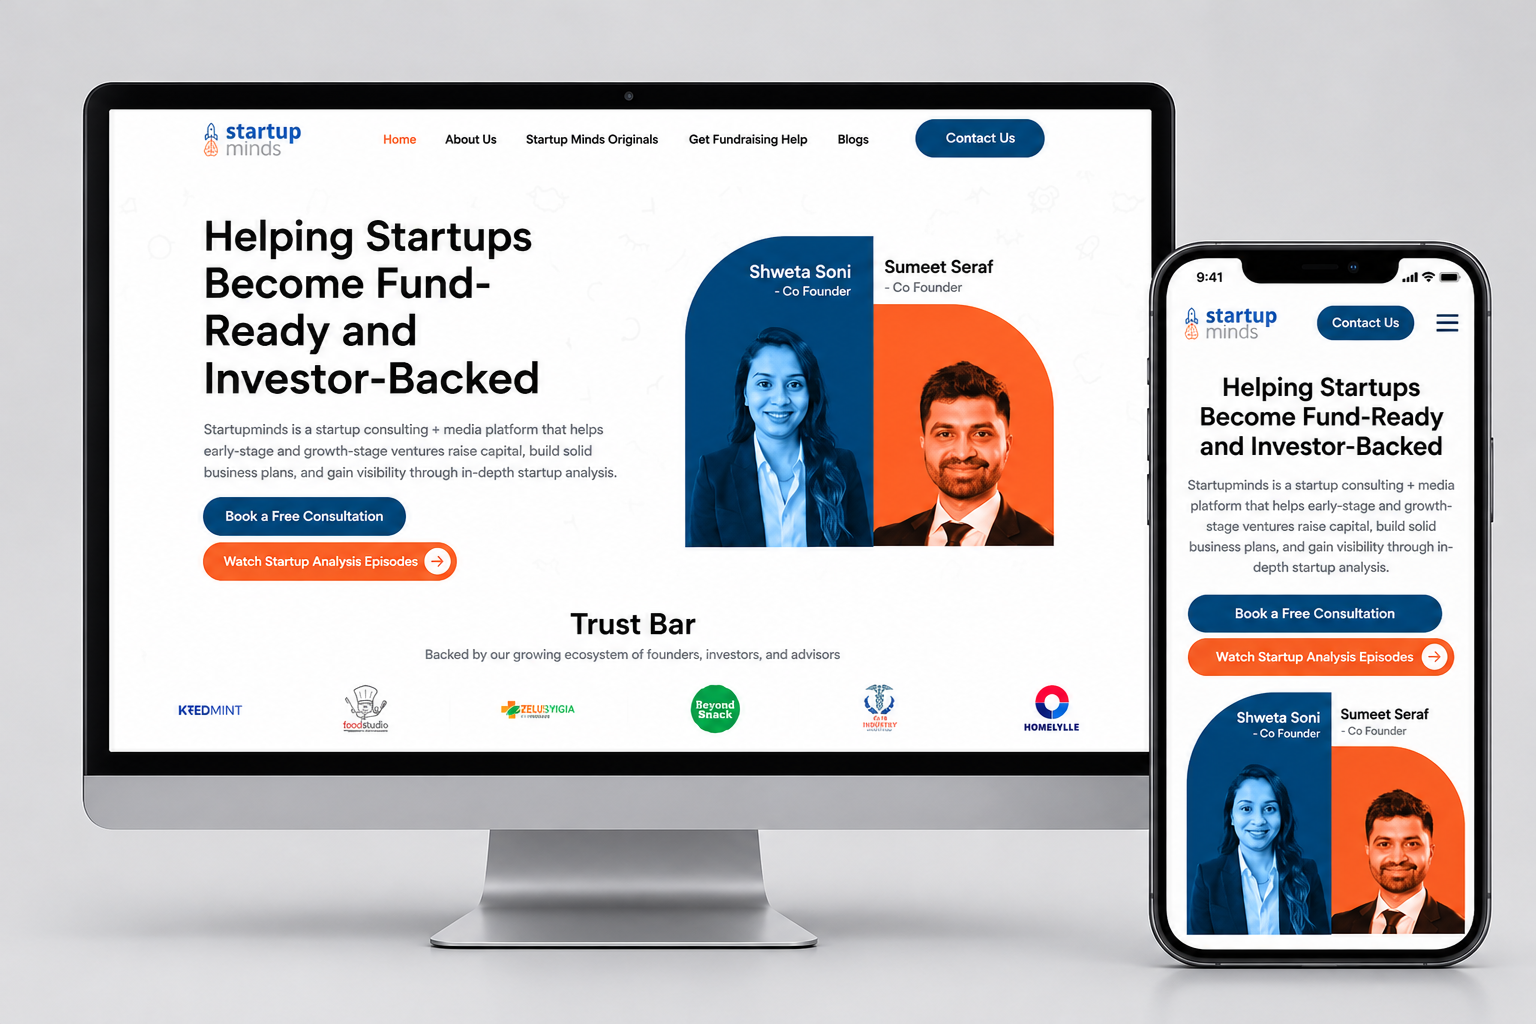 startup
minds
Home
About Us
Startup Minds Originals
Get Fundraising Help
Blogs
Contact Us
Helping Startups
Become Fund-
Ready and
Investor-Backed
Startupminds is a startup consulting + media platform that helps
early-stage and growth-stage ventures raise capital, build solid
business plans, and gain visibility through in-depth startup analysis.
Book a Free Consultation
Watch Startup Analysis Episodes
Shweta Soni
- Co Founder
Sumeet Seraf
- Co Founder
Trust Bar
Backed by our growing ecosystem of founders, investors, and advisors
KREDMINT
foodstudio
Beyond
Snack
INDUSTRY
HOMELYLLE
9:41
startup
minds
Contact Us
Helping Startups
Become Fund-Ready
and Investor-Backed
Startupminds is a startup consulting + media
platform that helps early-stage and growth-
stage ventures raise capital, build solid
business plans, and gain visibility through in-
depth startup analysis.
Book a Free Consultation
Watch Startup Analysis Episodes
Shweta Soni
- Co Founder
Sumeet Seraf
- Co Founder